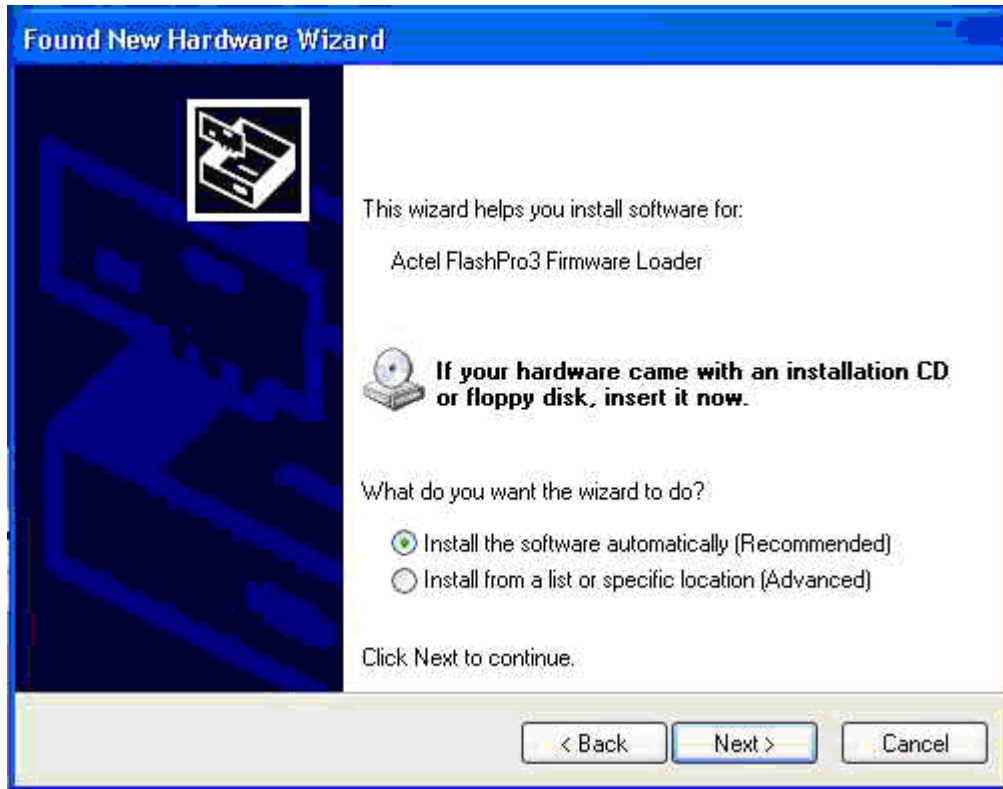 Found New Hardware Wizard
This wizard helps you install software for:
Actel FlashPro3 Firmware Loader
If your hardware came with an installation CD
or floppy disk, insert it now.
What do you want the wizard to do?
Install the software automatically (Recommended)
Install from a list or specific location (Advanced)
Click Next to continue.
< Back
Next >
Cancel